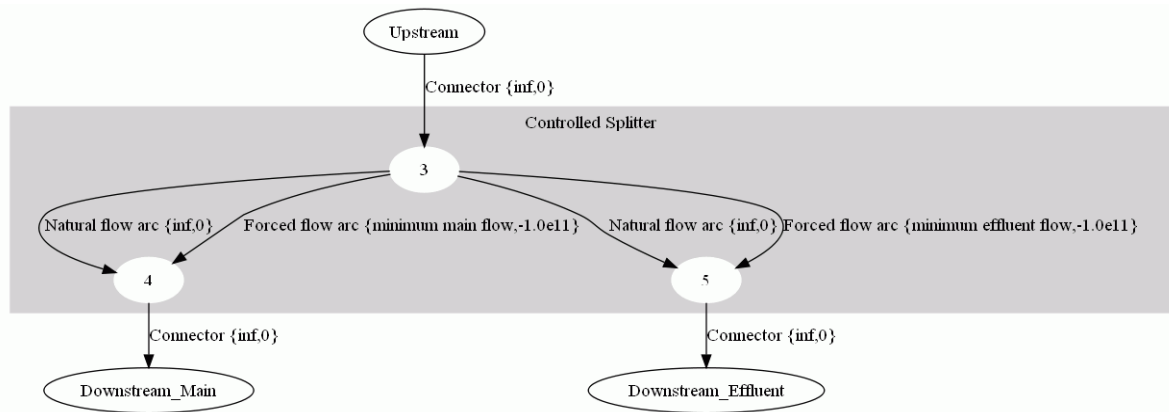 Upstream
Connector {inf,0}
Controlled Splitter
3
Natural flow arc {inf,0}
Forced flow arc {minimum main flow,-1.0e11}
Natural flow arc {inf,0}
Forced flow arc {minimum effluent flow,-1.0e11}
4
5
Connector {inf,0}
Connector {inf,0}
Downstream_Main
Downstream_Effluent